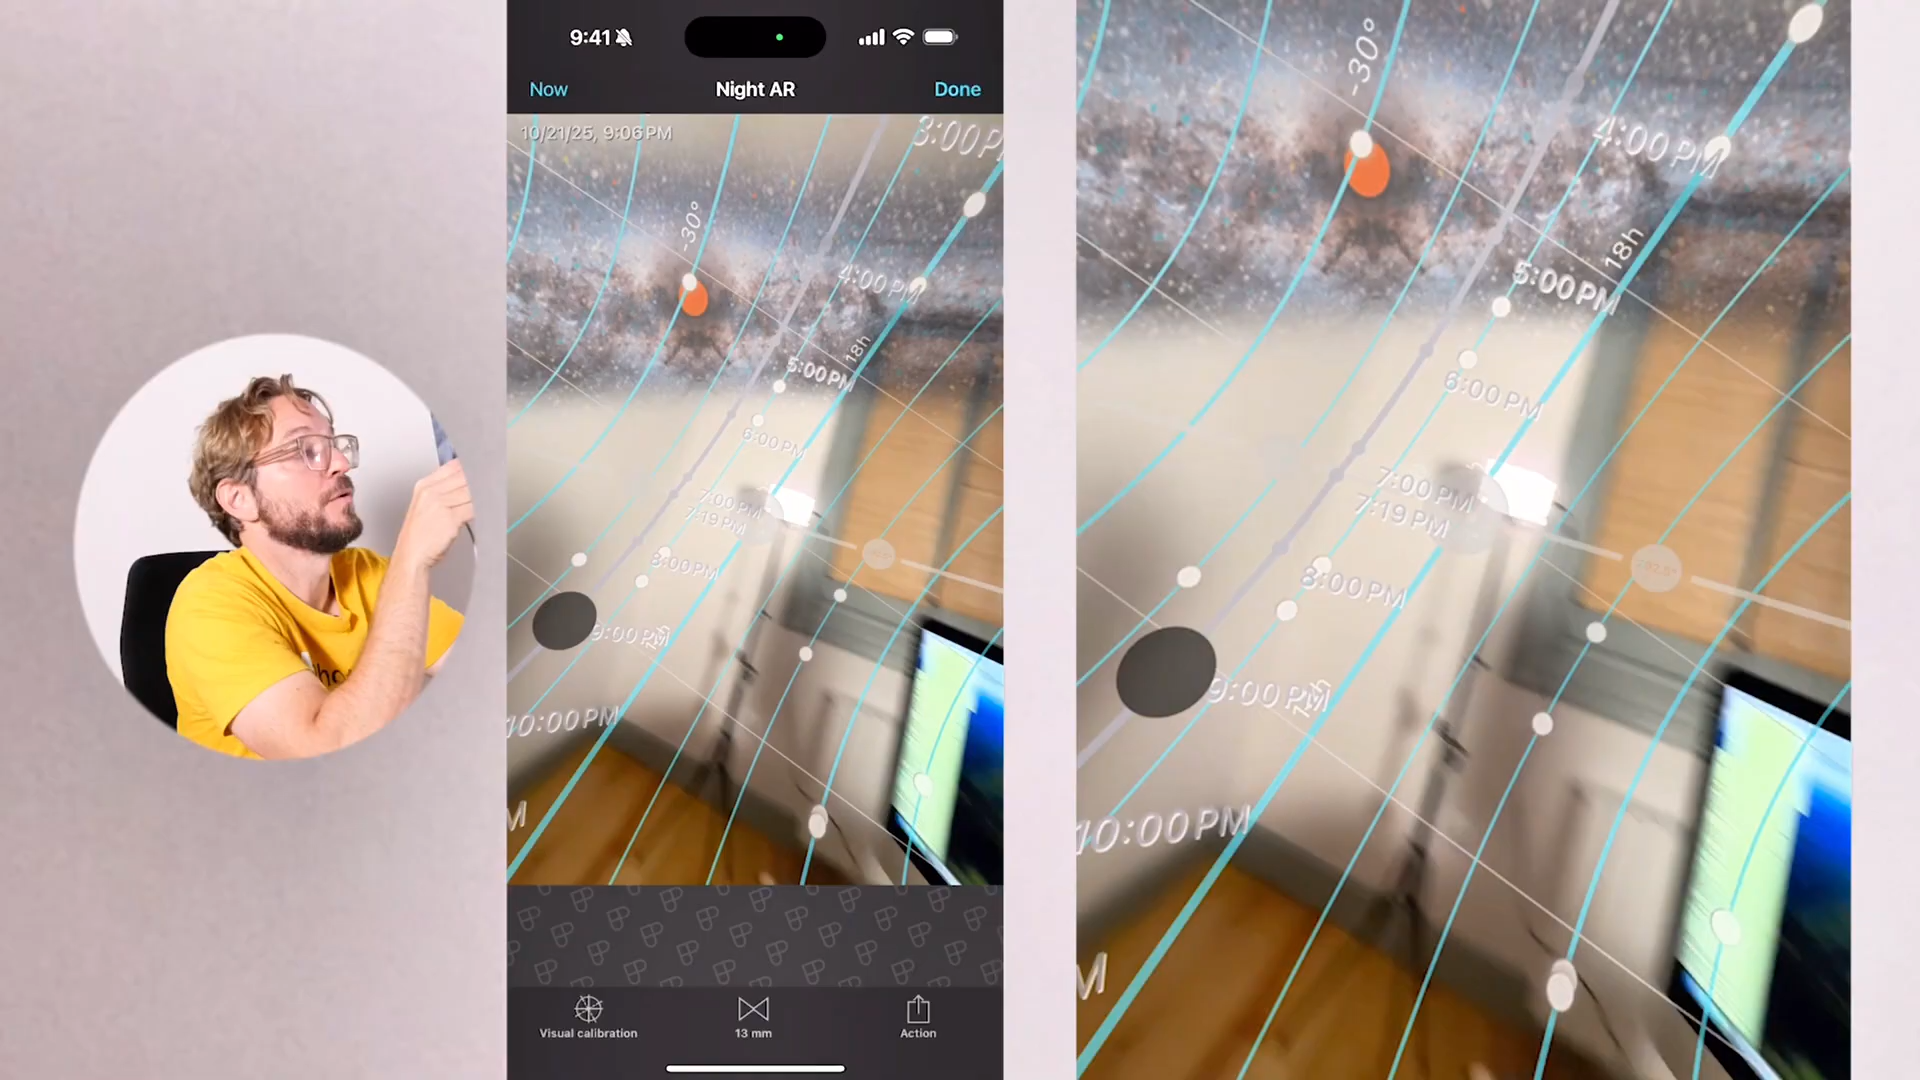 9:41
Now
Night AR
Done
10/21/25, 9:06 PM
3:00 P
-30°
4:00 PM
18h
5:00 PM
6:00 PM
7:00 PM
7:19 PM
8:00 PM
9:00 PM
10:00 PM
M
Visual calibration
13 mm
Action
-30°
4:00 PM
18h
5:00 PM
6:00 PM
7:00 PM
7:19 PM
8:00 PM
9:00 PM
10:00 PM
M